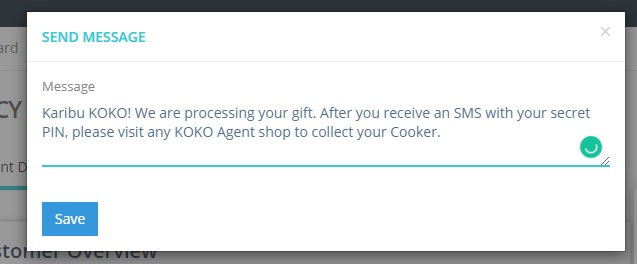 SEND MESSAGE
×
ard
Message
CY
Karibu KOKO! We are processing your gift. After you receive an SMS with your secret
PIN, please visit any KOKO Agent shop to collect your Cooker.
nt D
Save
stomer Overview